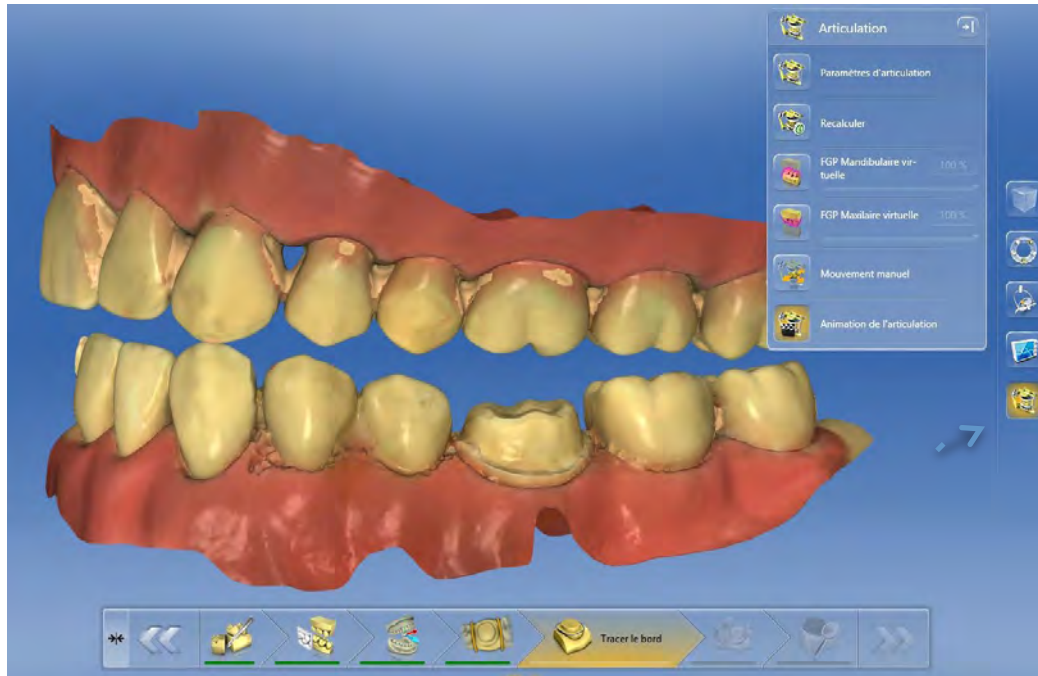 Articulation
Paramètres d'articulation
Recalculer
FGP Mandibulaire vir-
tuelle
100 %
FGP Maxilaire virtuelle
100 %
Mouvement manuel
Animation de l'articulation
Tracer le bord